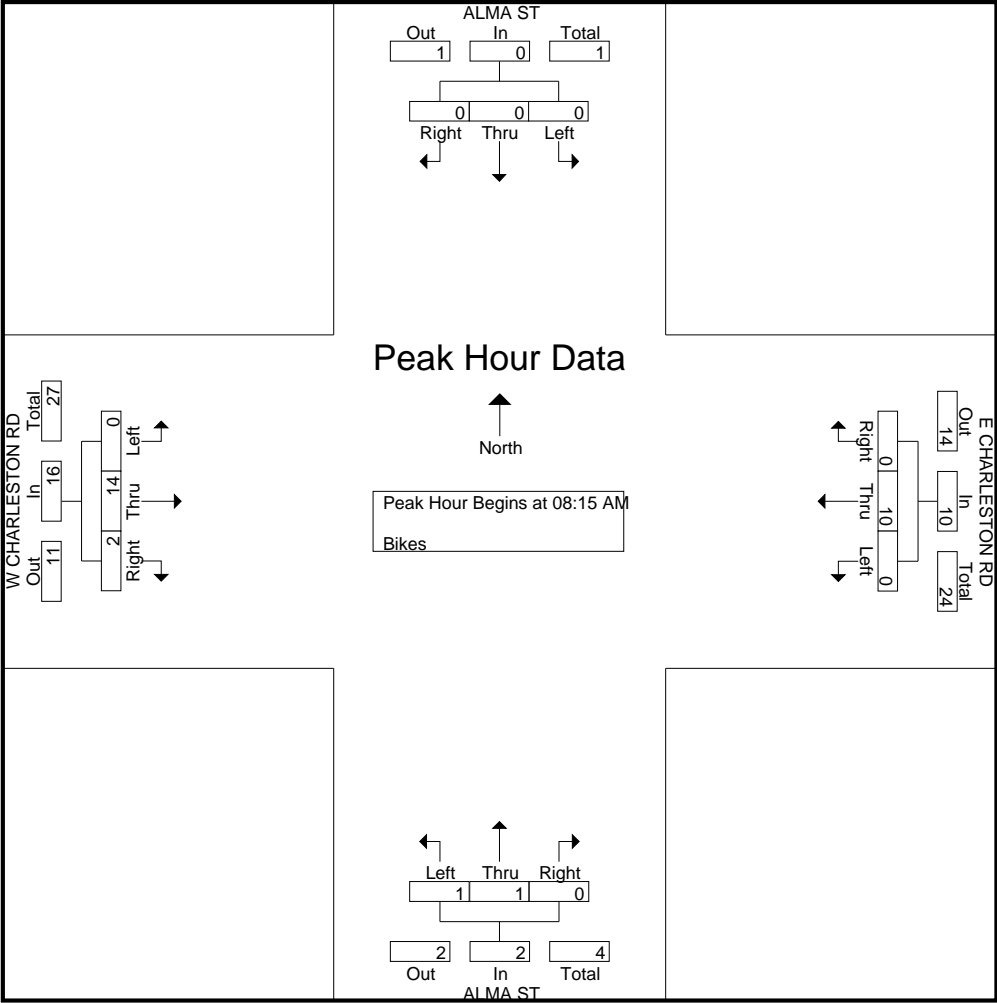 ALMA ST
Out In Total
1 0 1
0 0 0
Right Thru Left
Peak Hour Data
North
Peak Hour Begins at 08:15 AM
Bikes
W CHARLESTON RD
Out In Total
11 16 27
2 14 0
Right Thru Left
E CHARLESTON RD
Out In Total
14 10 24
0 10 0
Right Thru Left
Left Thru Right
1 1 0
2 2 4
Out In Total
ALMA ST